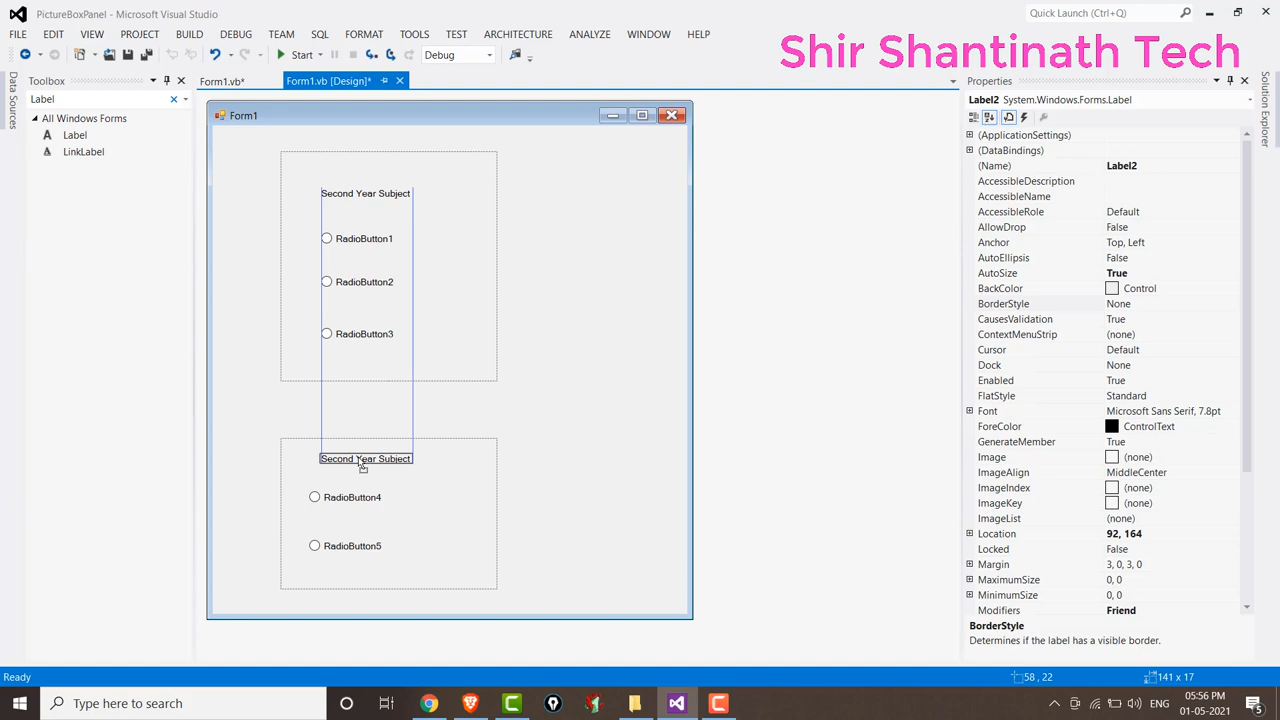 PictureBoxPanel - Microsoft Visual Studio
Quick Launch (Ctrl+Q)
FILE EDIT VIEW PROJECT BUILD DEBUG TEAM SQL FORMAT TOOLS TEST ARCHITECTURE ANALYZE WINDOW HELP
Shir Shantinath Tech
Start Debug
Data Sources
Toolbox
Form1.vb* Form1.vb [Design]*
Properties
Solution Explorer
Label
Label2 System.Windows.Forms.Label
All Windows Forms
A Label
A LinkLabel
Form1
Second Year Subject
RadioButton1
RadioButton2
RadioButton3
Second Year Subject
RadioButton4
RadioButton5
(ApplicationSettings)
(DataBindings)
(Name) Label2
AccessibleDescription
AccessibleName
AccessibleRole Default
AllowDrop False
Anchor Top, Left
AutoEllipsis False
AutoSize True
BackColor Control
BorderStyle None
CausesValidation True
ContextMenuStrip (none)
Cursor Default
Dock None
Enabled True
FlatStyle Standard
Font Microsoft Sans Serif, 7.8pt
ForeColor ControlText
GenerateMember True
Image (none)
ImageAlign MiddleCenter
ImageIndex (none)
ImageKey (none)
ImageList (none)
Location 92, 164
Locked False
Margin 3, 0, 3, 0
MaximumSize 0, 0
MinimumSize 0, 0
Modifiers Friend
BorderStyle
Determines if the label has a visible border.
Ready 58 , 22 141 x 17
Type here to search
ENG 05:56 PM
01-05-2021
5